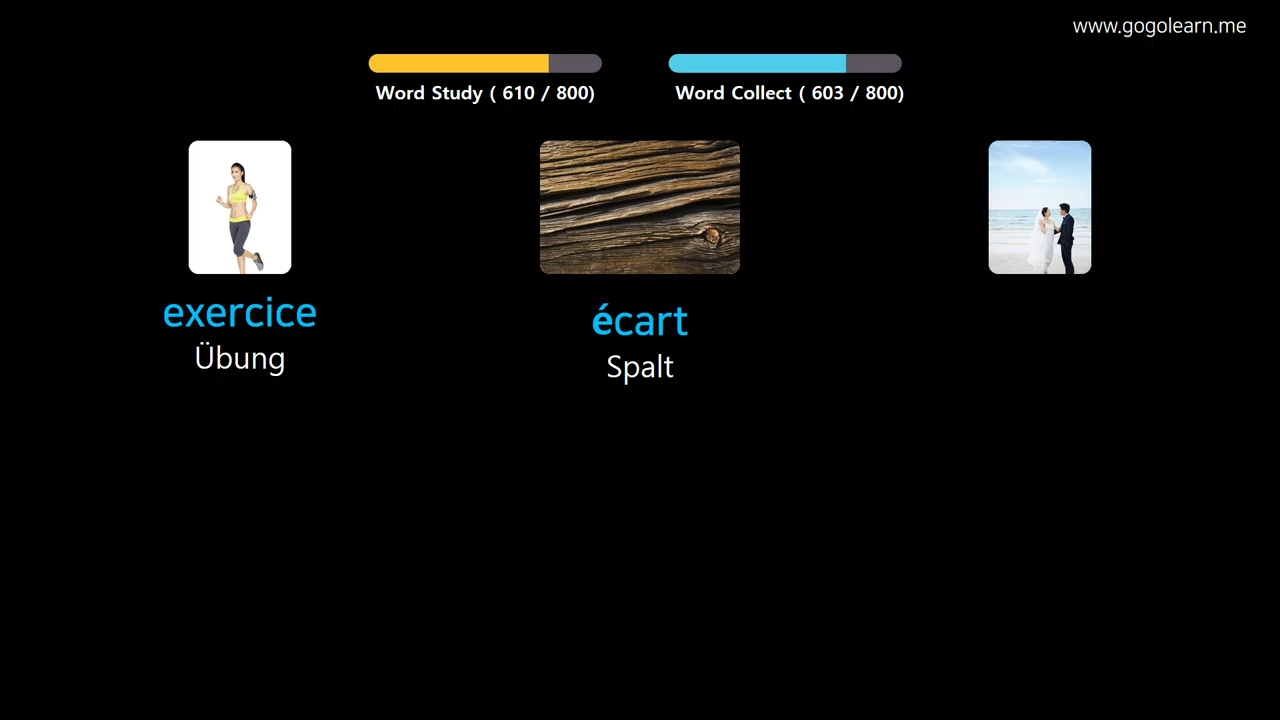 www.gogolearn.me
Word Study ( 610 / 800)
Word Collect ( 603 / 800)
exercice
Übung
écart
Spalt